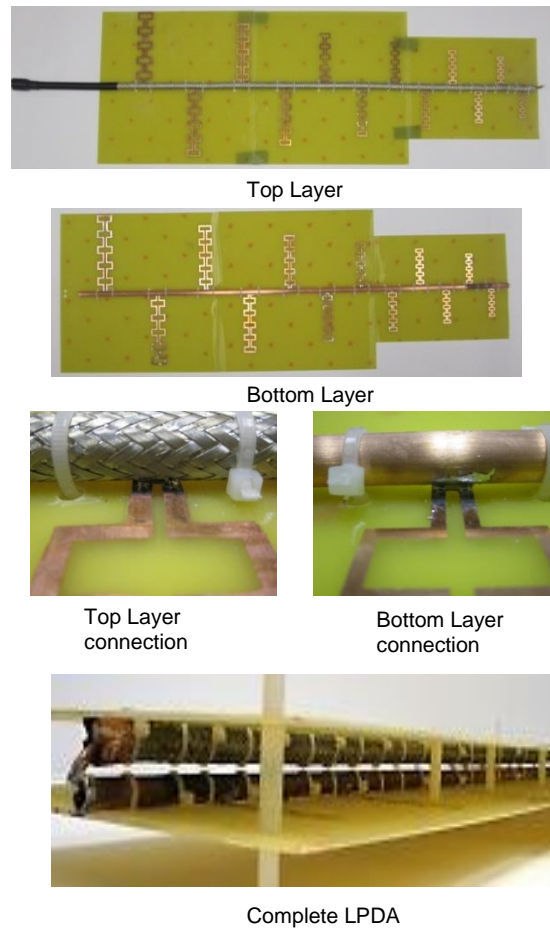 Top Layer
Bottom Layer
Top Layer
connection
Bottom Layer
connection
Complete LPDA